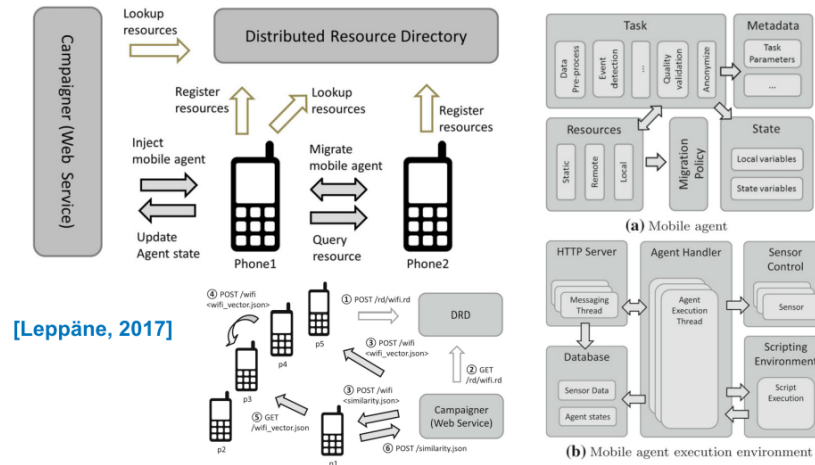 Lookup
resources
Campaigner (Web Service)
Distributed Resource Directory
Register
resources
Lookup
resources
Register
resources
Inject
mobile agent
Migrate
mobile agent
Update
Agent state
Query
resource
Phone1
Phone2
[Leppäne, 2017]
④ POST /wifi
<wifi_vector.json>
① POST /rd/wifi.rd
DRD
p5
p4
③ POST /wifi
<wifi_vector.json>
② GET
/rd/wifi.rd
p3
③ POST /wifi
<similarity.json>
Campaigner
(Web Service)
⑤ GET
/wifi_vector.json
p2
p1
⑥ POST /similarity.json
Task
Data
Pre-process
Event
detection
...
Quality
validation
Anonymize
Metadata
Task
Parameters
...
Resources
Static
Remote
Local
Migration
Policy
State
Local variables
State variables
(a) Mobile agent
HTTP Server
Messaging
Thread
Agent Handler
Agent
Execution
Thread
Sensor
Control
Sensor
Database
Sensor Data
Agent states
Scripting
Environment
Script
Execution
(b) Mobile agent execution environment